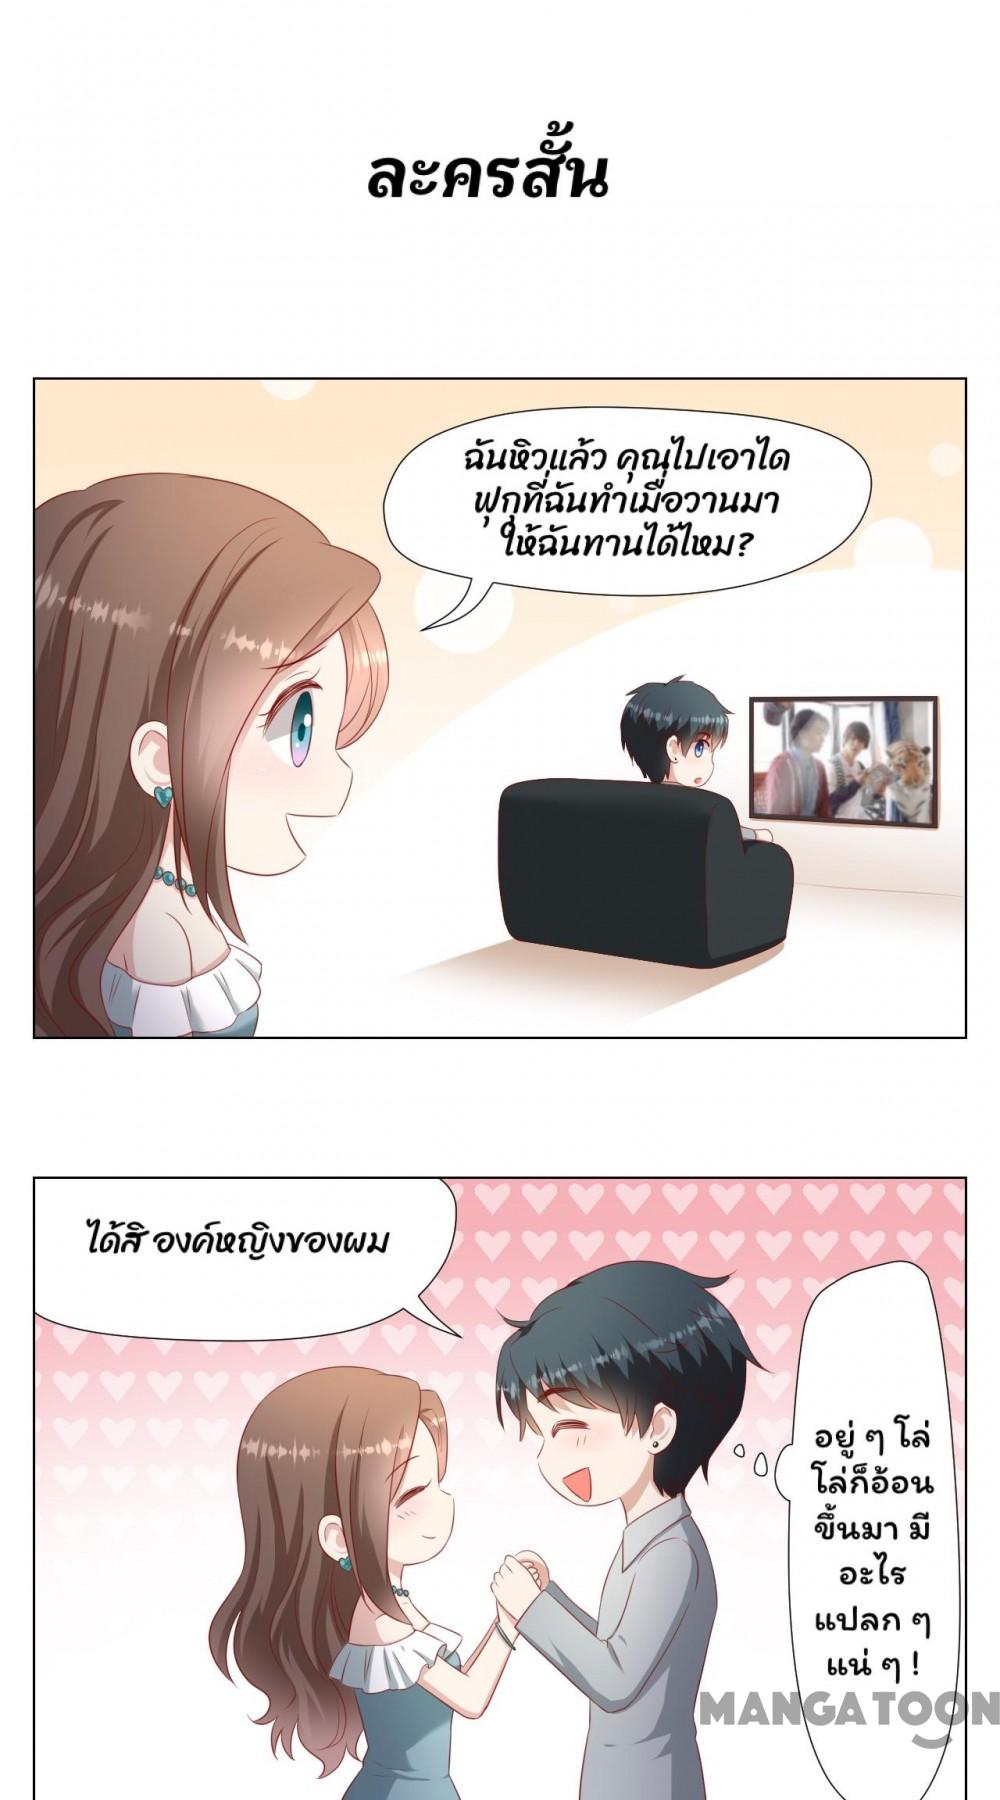 ละครสั้น
ฉันหิวแล้ว คุณไปเอาได
ฟุกุที่ฉันทำเมื่อวานมา
ให้ฉันทานได้ไหม?
ได้สิ องค์หญิงของผม
อยู่ ๆ โล่
โล่ก็อ้อน
ขึ้นมา มี
อะไร
แปลก ๆ
แน่ ๆ !
MANGATOON